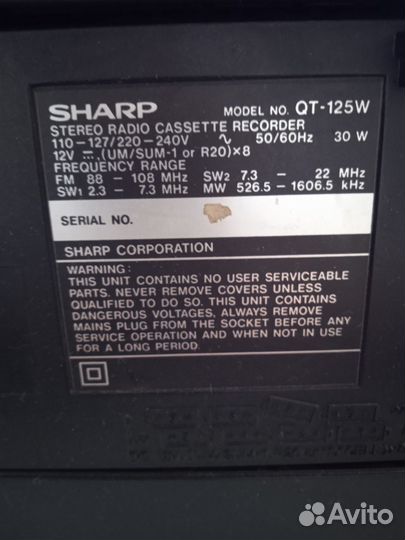 SHARP MODEL NO. QT-125W
STEREO RADIO CASSETTE RECORDER
110-127/220-240V ∿ 50/60Hz 30 W
12V ⎓ (UM/SUM-1 or R20)×8
FREQUENCY RANGE
FM 88 - 108 MHz SW2 7.3 - 22 MHz
SW1 2.3 - 7.3 MHz MW 526.5-1606.5 kHz
SERIAL NO.
SHARP CORPORATION
WARNING:
THIS UNIT CONTAINS NO USER SERVICEABLE
PARTS. NEVER REMOVE COVERS UNLESS
QUALIFIED TO DO SO. THIS UNIT CONTAINS
DANGEROUS VOLTAGES, ALWAYS REMOVE
MAINS PLUG FROM THE SOCKET BEFORE ANY
SERVICE OPERATION AND WHEN NOT IN USE
FOR A LONG PERIOD.
Avito